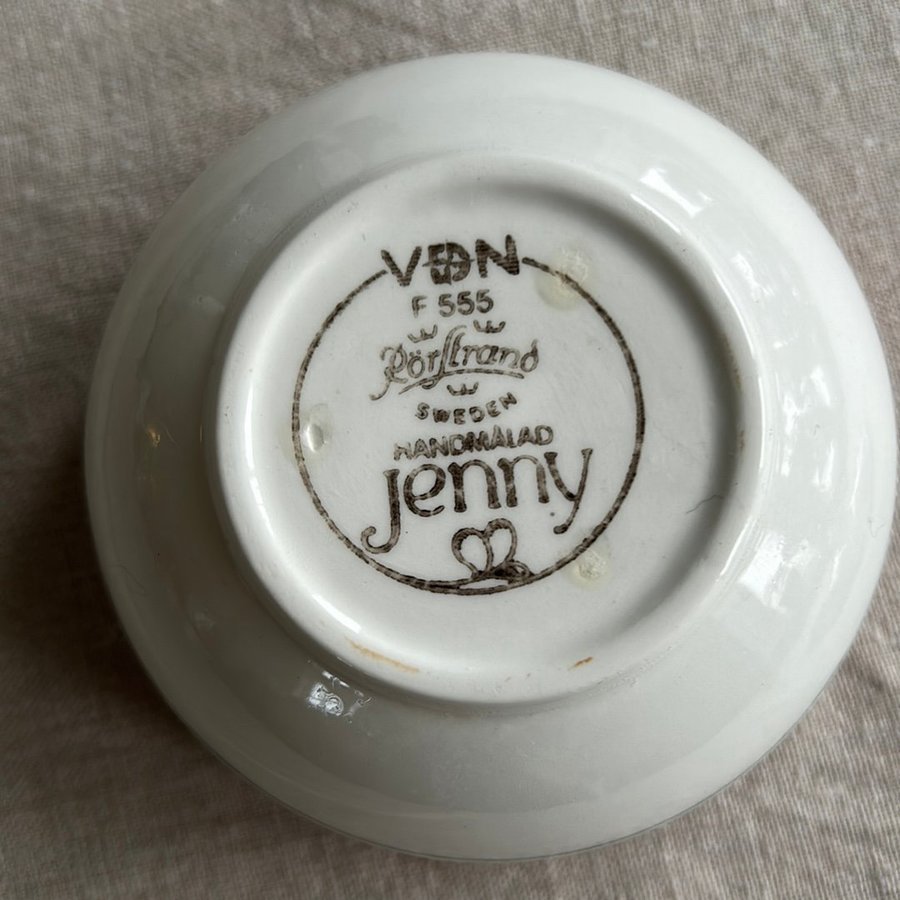 VDN
F 555
Rörstrand
SWEDEN
HANDMÅLAD
jenny